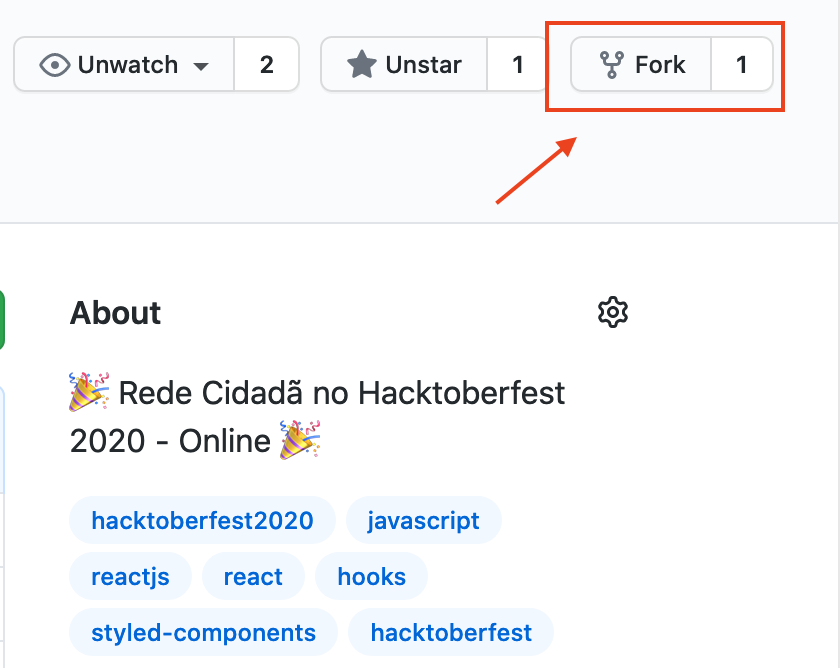 Unwatch 2 Unstar 1 Fork 1
About
🎉 Rede Cidadã no Hacktoberfest
2020 - Online 🎉
hacktoberfest2020 javascript
reactjs react hooks
styled-components hacktoberfest